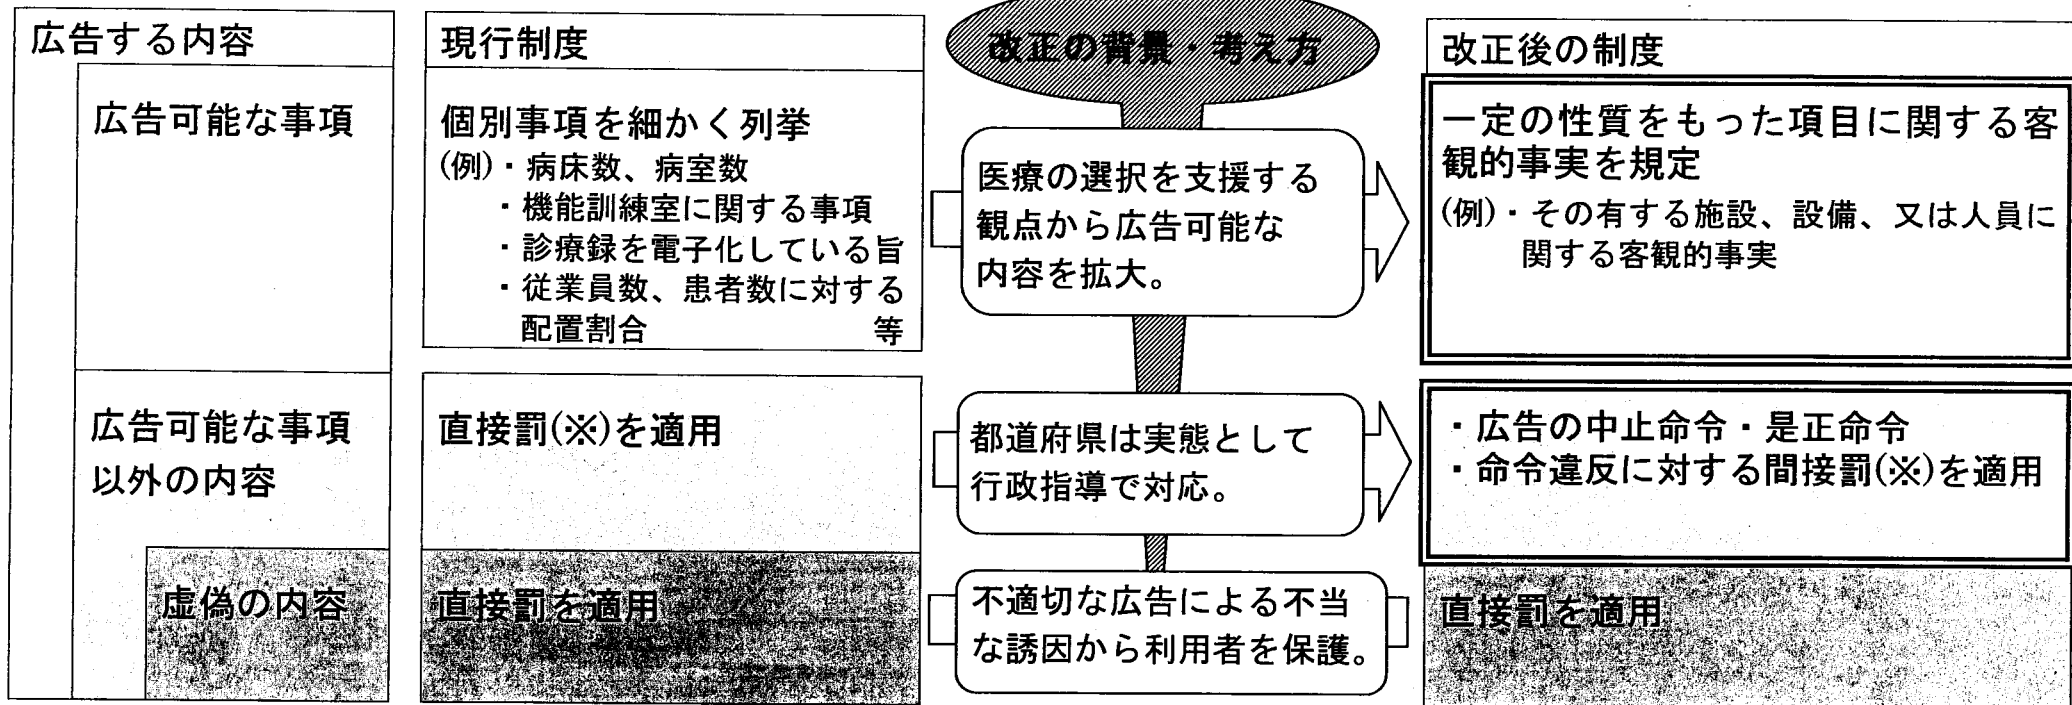 広告する内容
現行制度
改正の背景・考え方
改正後の制度
広告可能な事項
個別事項を細かく列挙
(例)・病床数、病室数
・機能訓練室に関する事項
・診療録を電子化している旨
・従業員数、患者数に対する
配置割合 等
医療の選択を支援する
観点から広告可能な
内容を拡大。
一定の性質をもった項目に関する客
観的事実を規定
(例)・その有する施設、設備、又は人員に
関する客観的事実
広告可能な事項
以外の内容
直接罰(※)を適用
都道府県は実態として
行政指導で対応。
・広告の中止命令・是正命令
・命令違反に対する間接罰(※)を適用
虚偽の内容
直接罰を適用
不適切な広告による不当
な誘因から利用者を保護。
直接罰を適用